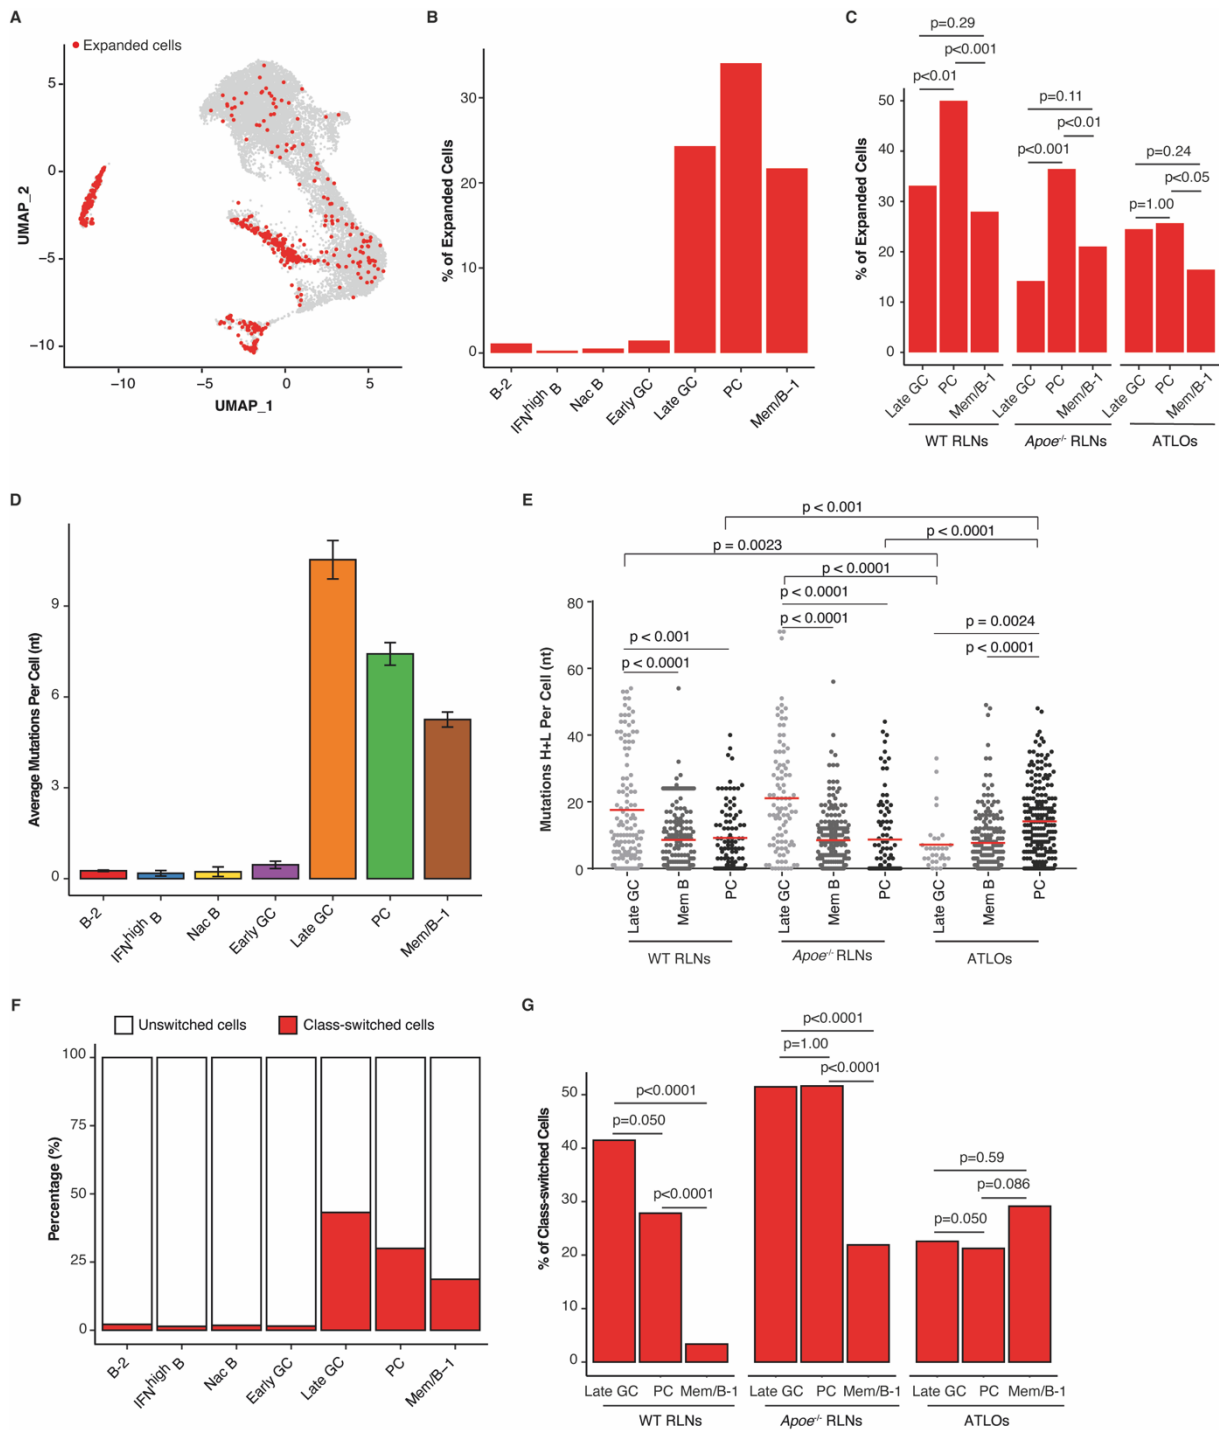 A
Expanded cells
UMAP_2
5
0
−5
−10
−10
−5
0
5
UMAP_1
B
% of Expanded Cells
30
20
10
0
B-2
IFNhigh B
Nac B
Early GC
Late GC
PC
Mem/B−1
C
p=0.29
p<0.001
p<0.01
p=0.11
p<0.01
p<0.001
p=0.24
p<0.05
p=1.00
% of Expanded Cells
50
40
30
20
10
0
Late GC
PC
Mem/B-1
Late GC
PC
Mem/B-1
Late GC
PC
Mem/B-1
WT RLNs
Apoe-/- RLNs
ATLOs
D
Average Mutations Per Cell (nt)
9
6
3
0
B-2
IFNhigh B
Nac B
Early GC
Late GC
PC
Mem/B−1
E
p < 0.001
p < 0.0001
p = 0.0023
p < 0.0001
p < 0.0001
p < 0.0001
p = 0.0024
p < 0.001
p < 0.0001
p < 0.0001
Mutations H+L Per Cell (nt)
80
60
40
20
0
Late GC
Mem B
PC
Late GC
Mem B
PC
Late GC
Mem B
PC
WT RLNs
Apoe-/- RLNs
ATLOs
F
Unswitched cells
Class-switched cells
Percentage (%)
100
75
50
25
0
B-2
IFNhigh B
Nac B
Early GC
Late GC
PC
Mem/B−1
G
p<0.0001
p=1.00
p<0.0001
p<0.0001
p=0.050
p<0.0001
p=0.59
p=0.086
p=0.050
% of Class-switched Cells
50
40
30
20
10
0
Late GC PC Mem/B-1
Late GC PC Mem/B-1
Late GC PC Mem/B-1
WT RLNs
Apoe-/- RLNs
ATLOs